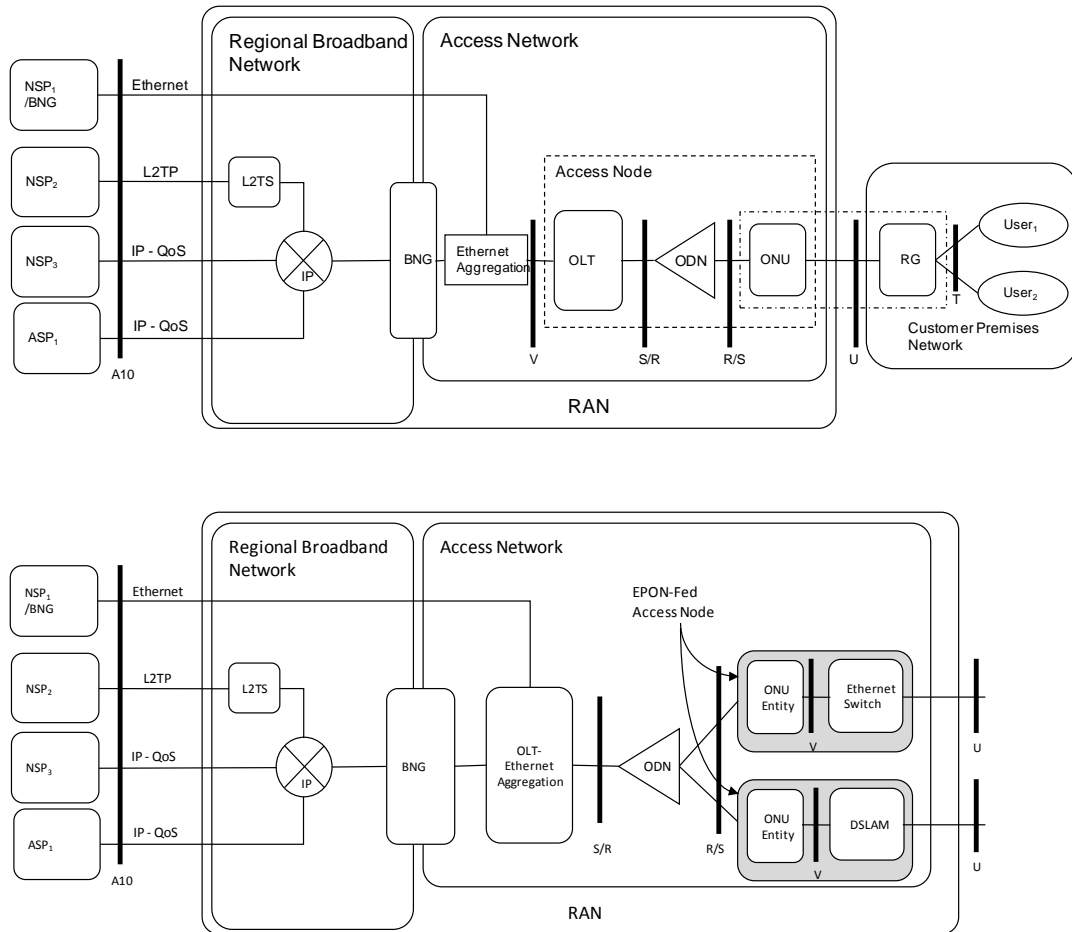 Regional Broadband
Network
Access Network
NSP1
/BNG
Ethernet
NSP2
L2TP
L2TS
Access Node
NSP3
IP - QoS
IP
BNG
Ethernet
Aggregation
OLT
ODN
ONU
RG
User1
User2
T
ASP1
IP - QoS
Customer Premises
Network
A10
V
S/R
R/S
U
RAN
Regional Broadband
Network
Access Network
NSP1
/BNG
Ethernet
EPON-Fed
Access Node
NSP2
L2TP
L2TS
ONU
Entity
Ethernet
Switch
V
U
NSP3
IP - QoS
IP
BNG
OLT-
Ethernet
Aggregation
ODN
ASP1
IP - QoS
ONU
Entity
DSLAM
S/R
R/S
V
U
A10
RAN